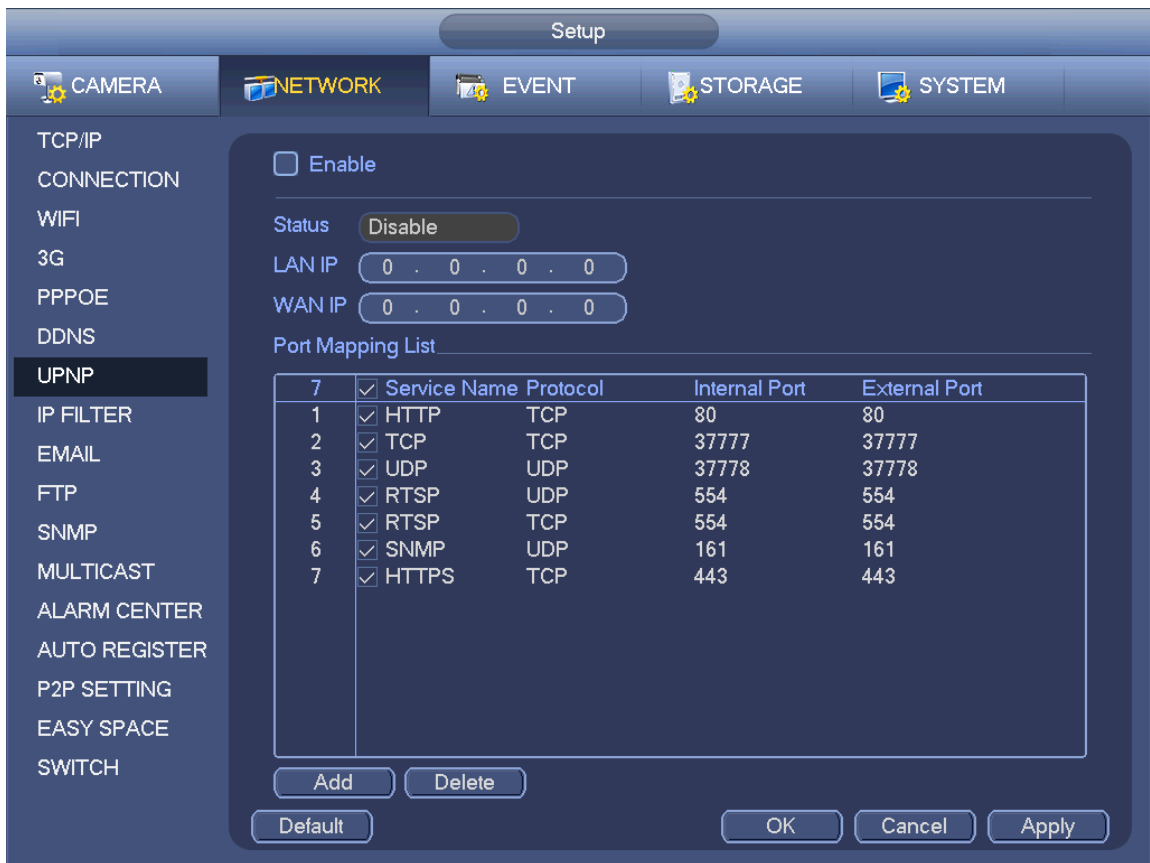 Setup
CAMERA NETWORK EVENT STORAGE SYSTEM
TCP/IP
CONNECTION
WIFI
3G
PPPOE
DDNS
UPNP
IP FILTER
EMAIL
FTP
SNMP
MULTICAST
ALARM CENTER
AUTO REGISTER
P2P SETTING
EASY SPACE
SWITCH
Enable
Status Disable
LAN IP 0 . 0 . 0 . 0
WAN IP 0 . 0 . 0 . 0
Port Mapping List
7 Service Name Protocol Internal Port External Port
1 HTTP TCP 80 80
2 TCP TCP 37777 37777
3 UDP UDP 37778 37778
4 RTSP UDP 554 554
5 RTSP TCP 554 554
6 SNMP UDP 161 161
7 HTTPS TCP 443 443
Add Delete
Default OK Cancel Apply